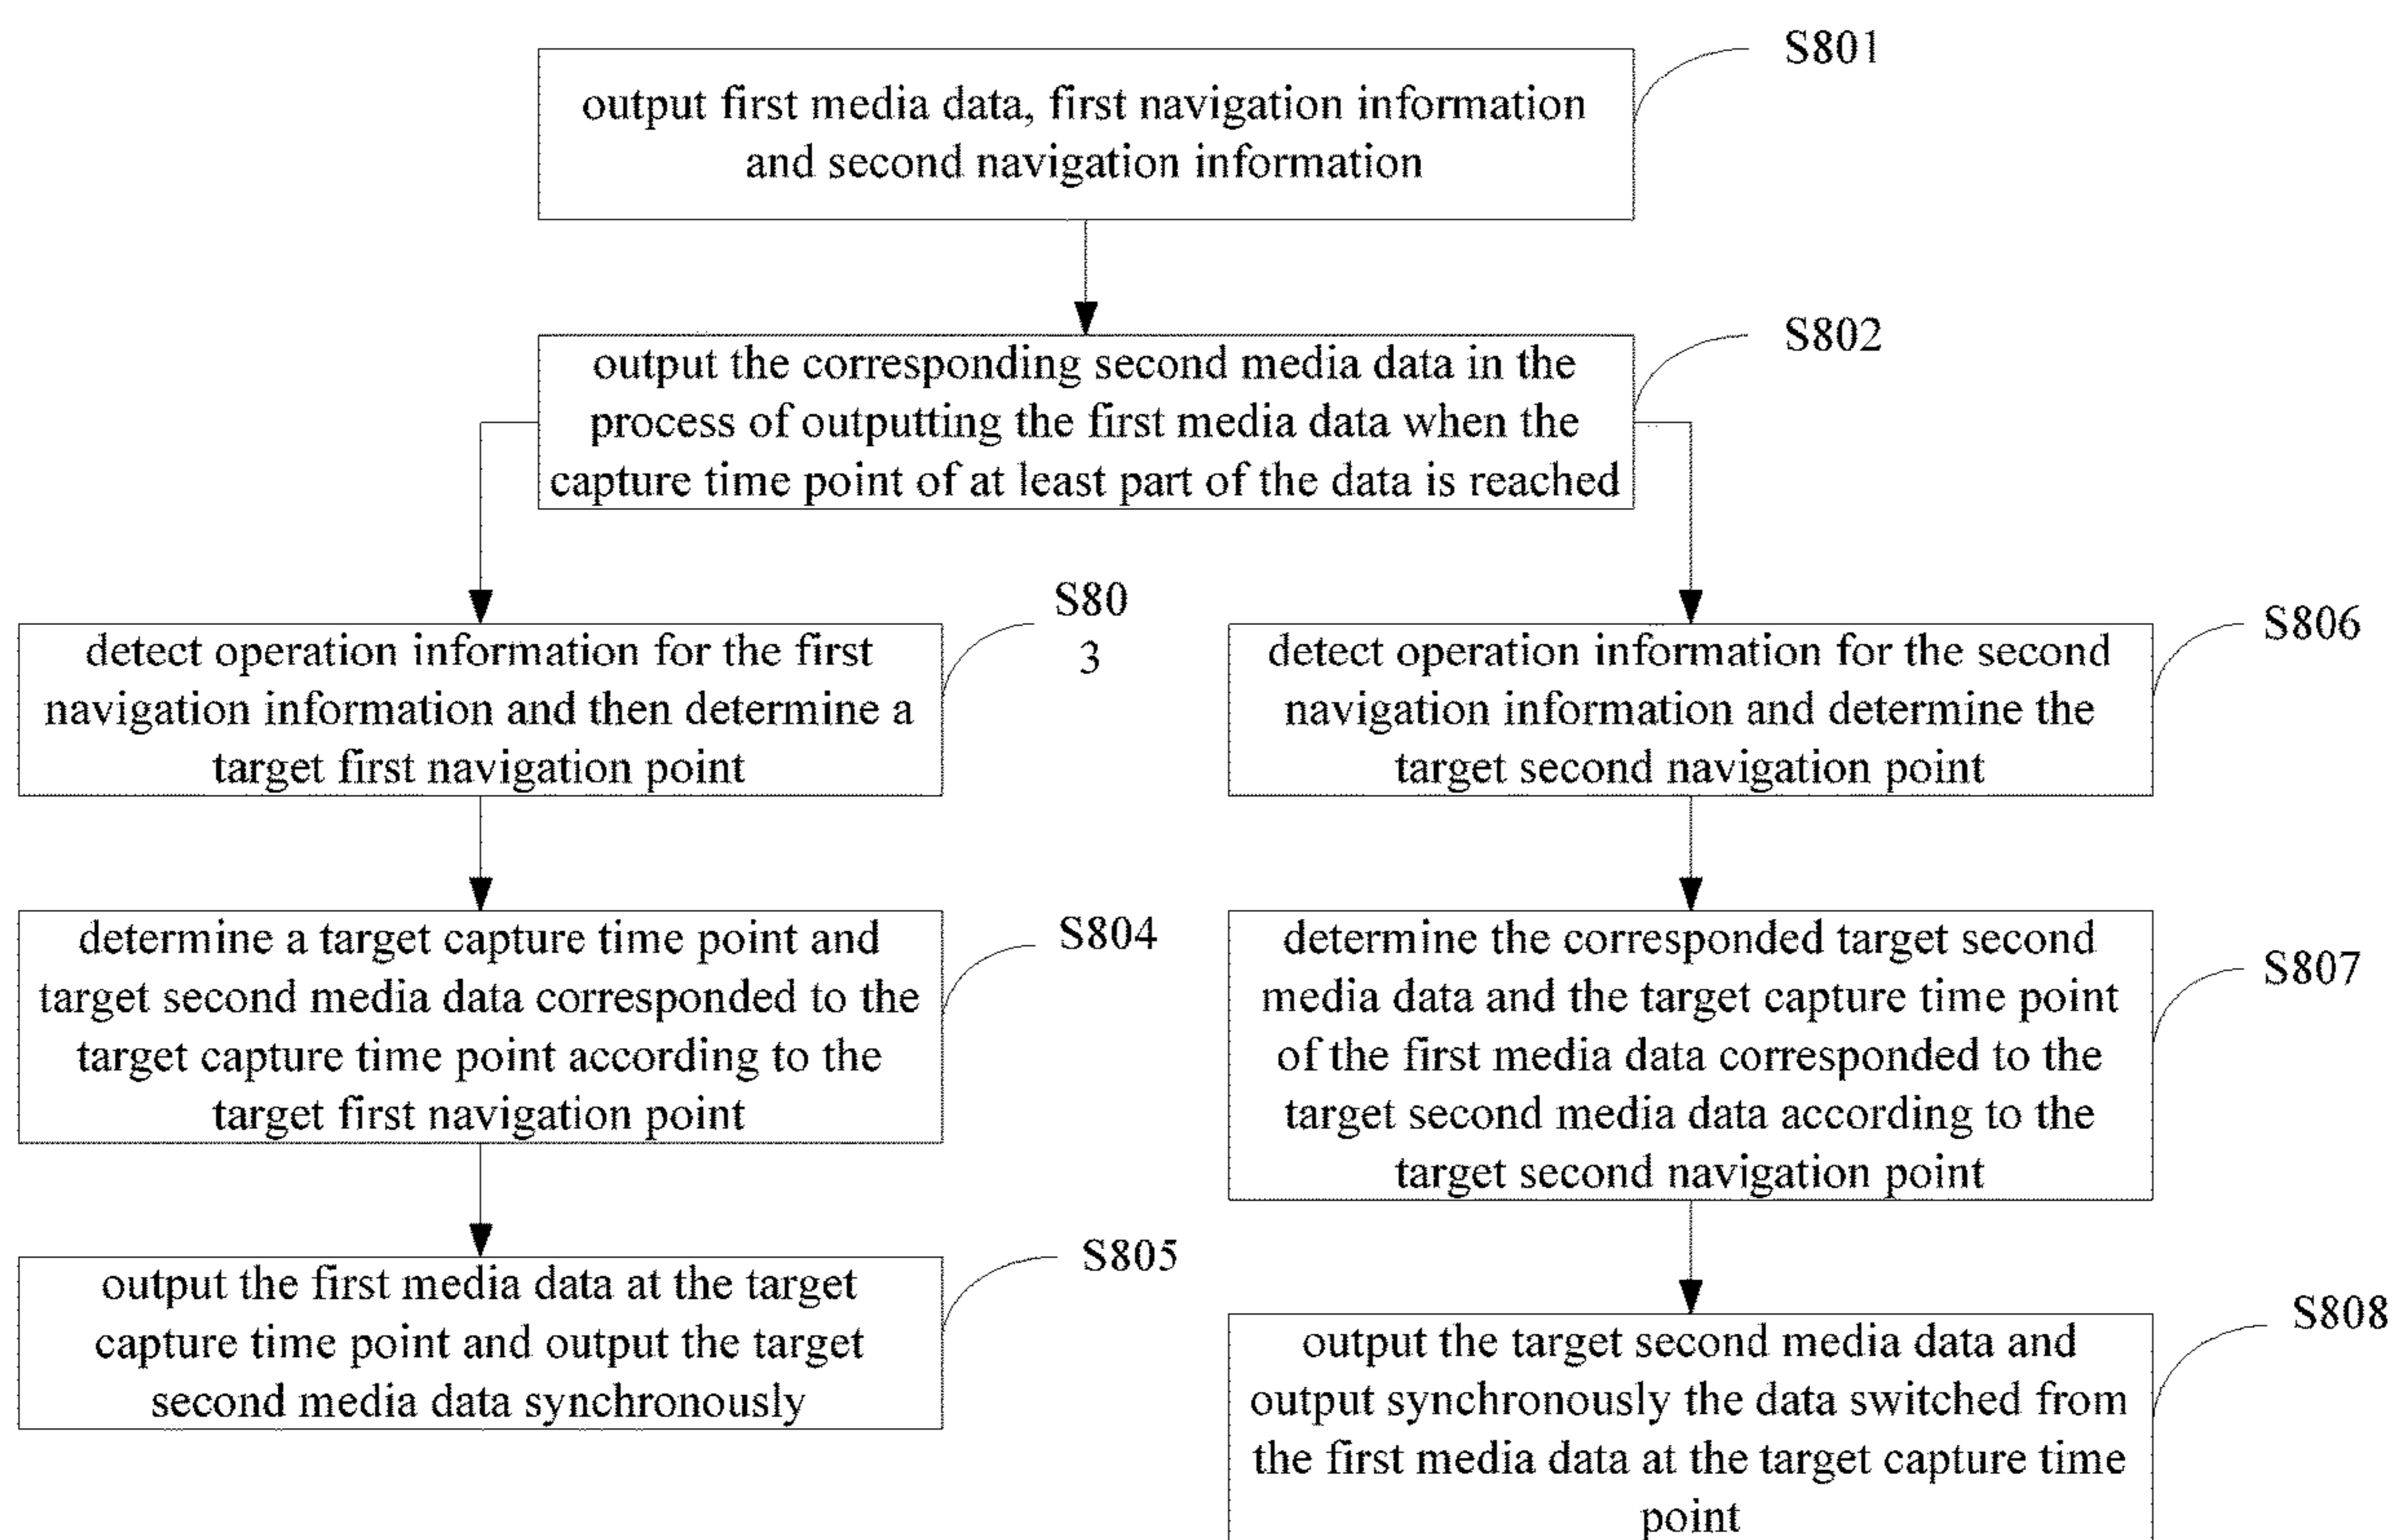 S801
output first media data, first navigation information
and second navigation information
S802
output the corresponding second media data in the
process of outputting the first media data when the
capture time point of at least part of the data is reached
S80
3
detect operation information for the first
navigation information and then determine a
target first navigation point
S804
determine a target capture time point and
target second media data corresponded to the
target capture time point according to the
target first navigation point
S805
output the first media data at the target
capture time point and output the target
second media data synchronously
S806
detect operation information for the second
navigation information and determine the
target second navigation point
S807
determine the corresponded target second
media data and the target capture time point
of the first media data corresponded to the
target second media data according to the
target second navigation point
S808
output the target second media data and
output synchronously the data switched from
the first media data at the target capture time
point